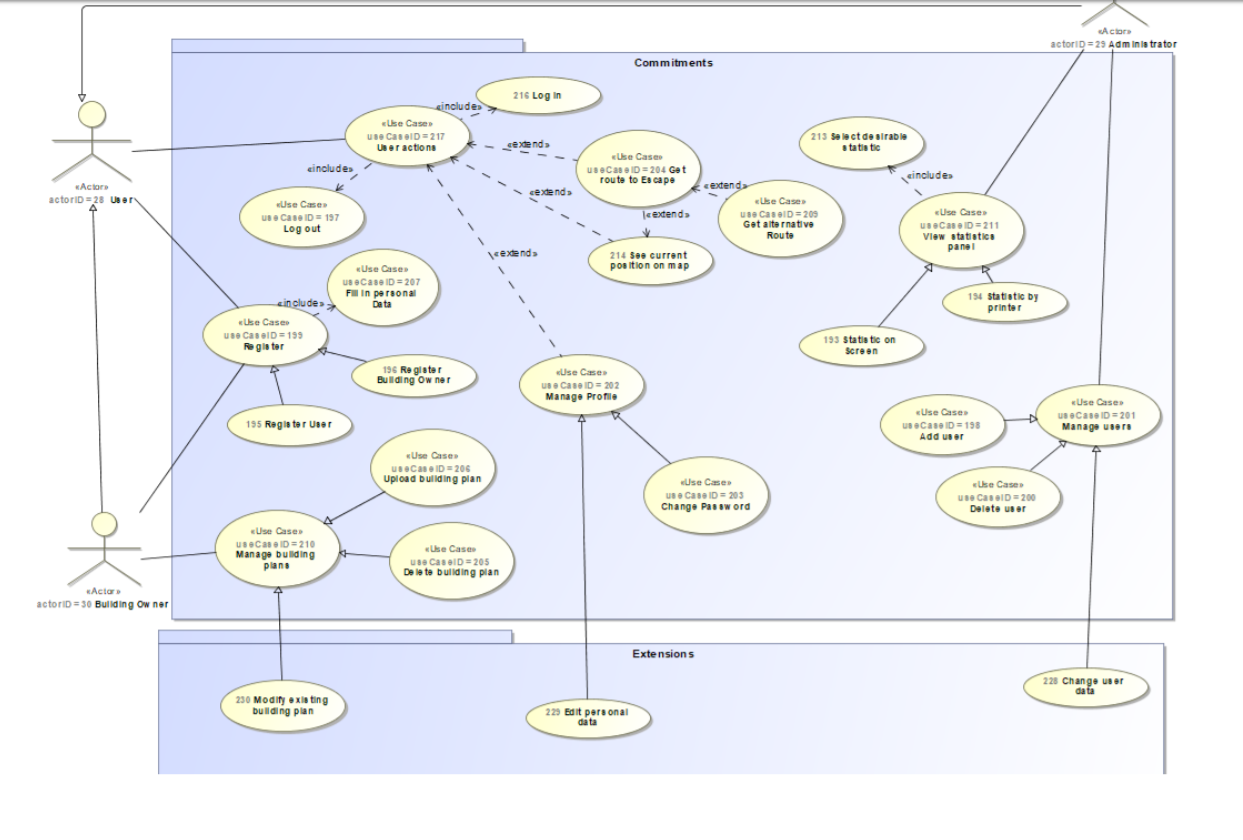 «Actor»
actorID = 29 Administrator
Commitments
216 Log in
«include»
«Use Case»
useCaseID = 217
User actions
213 Select desirable
statistic
«extend»
«Use Case»
useCaseID = 204 Get
route to Escape
«include»
«include»
«Actor»
actorID = 28 User
«extend»
«extend»
«Use Case»
useCaseID = 197
Log out
«Use Case»
useCaseID = 209
Get alternative
Route
«extend»
«Use Case»
useCaseID = 211
View statistics
panel
«extend»
214 See current
position on map
«Use Case»
useCaseID = 207
Fill in personal
Data
«include»
194 Statistic by
printer
«Use Case»
useCaseID = 199
Register
193 Statistic on
Screen
196 Register
Building Owner
«Use Case»
useCaseID = 202
Manage Profile
195 Register User
«Use Case»
useCaseID = 198
Add user
«Use Case»
useCaseID = 201
Manage users
«Use Case»
useCaseID = 206
Upload building plan
«Use Case»
useCaseID = 203
Change Password
«Use Case»
useCaseID = 200
Delete user
«Use Case»
useCaseID = 210
Manage building
plans
«Use Case»
useCaseID = 205
Delete building plan
«Actor»
actorID = 30 Building Owner
Extensions
230 Modify existing
building plan
229 Edit personal
data
228 Change user
data